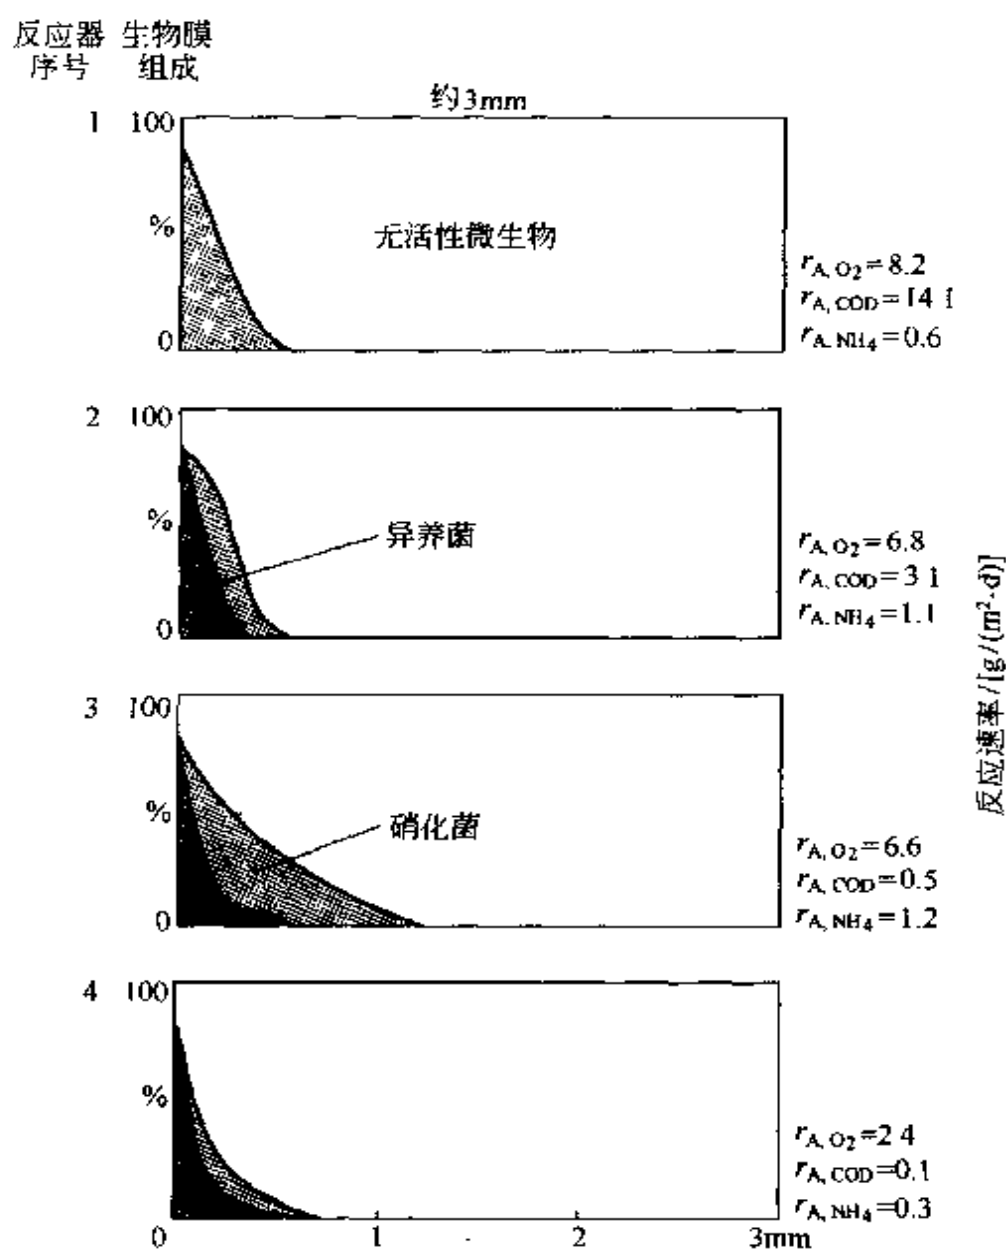 反应器 生物膜
序号 组成
约3mm
1 100
%
无活性微生物
0
r_A, O₂=8.2
r_A, COD=14 1
r_A, NH₄=0.6
2 100
%
异养菌
0
r_A, O₂=6.8
r_A, COD=3 1
r_A, NH₄=1.1
3 100
%
硝化菌
0
r_A, O₂=6.6
r_A, COD=0.5
r_A, NH₄=1.2
反应速率/[g/(m²·d)]
4 100
%
r_A, O₂=2 4
r_A, COD=0.1
r_A, NH₄=0.3
0 1 2 3mm